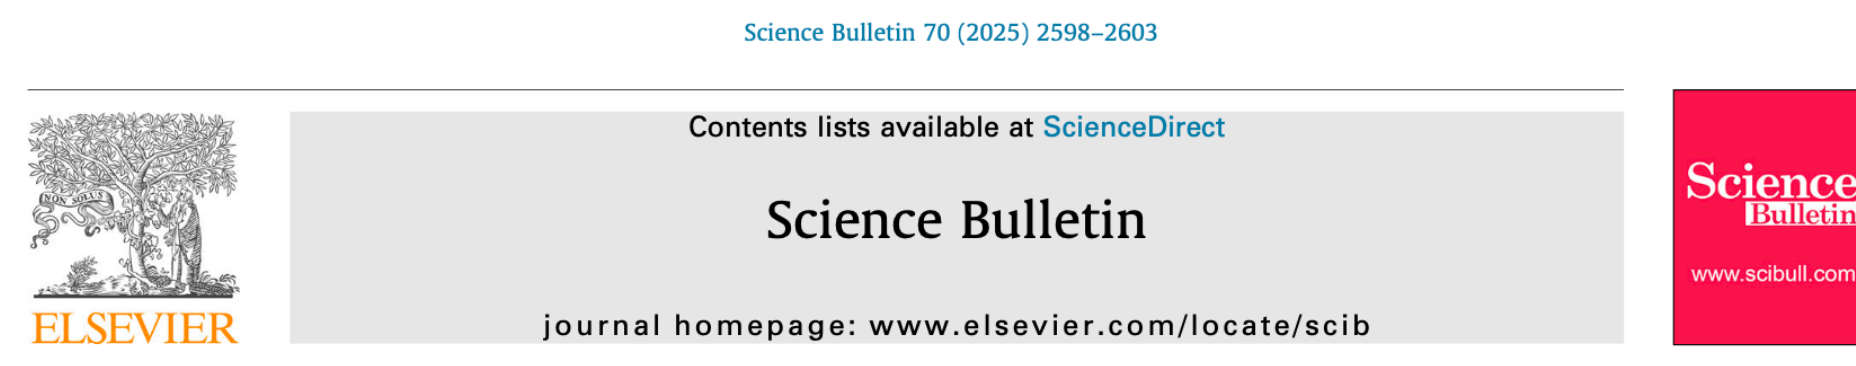 Science Bulletin 70 (2025) 2598–2603
Contents lists available at ScienceDirect
Science Bulletin
journal homepage: www.elsevier.com/locate/scib
NON SOLUS
ELSEVIER
Science
Bulletin
www.scibull.com